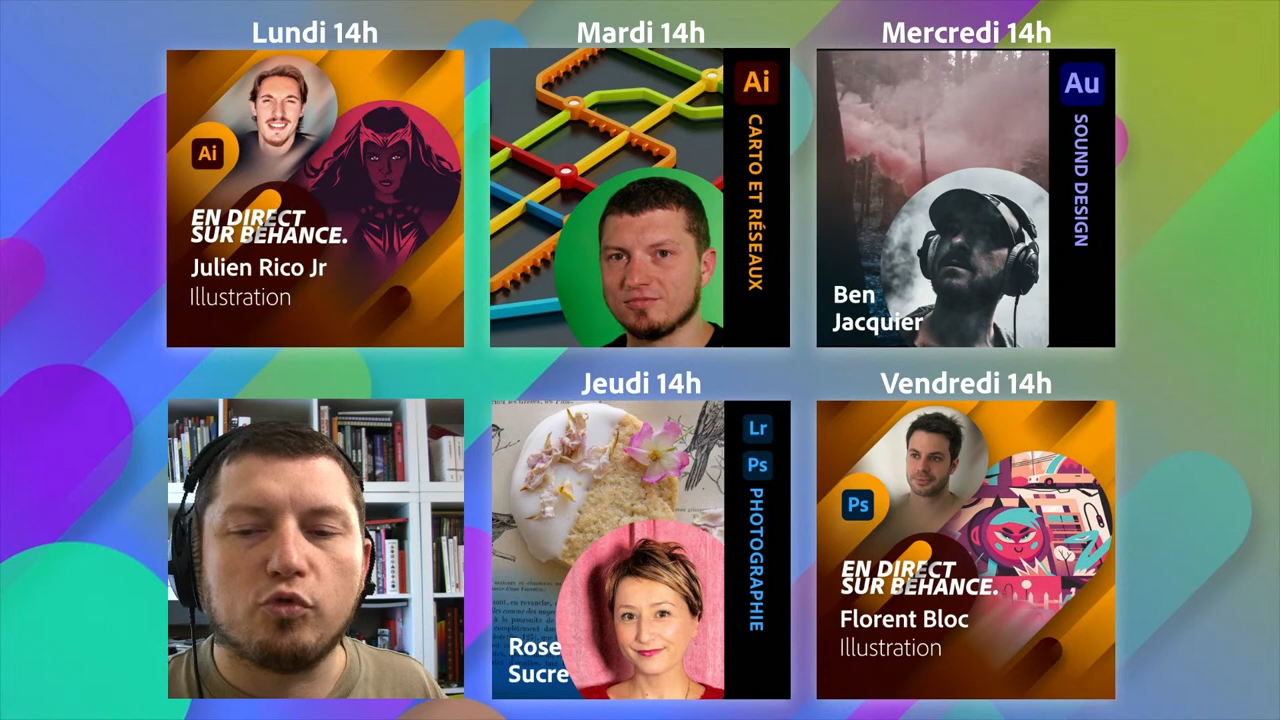 Lundi 14h
Mardi 14h
Mercredi 14h
Ai
EN DIRECT
SUR BĒHANCE.
Julien Rico Jr
Illustration
Ai
CARTO ET RÉSEAUX
Au
SOUND DESIGN
Ben
Jacquier
Jeudi 14h
Vendredi 14h
Lr
Ps
PHOTOGRAPHIE
Rose
Sucre
Ps
EN DIRECT
SUR BĒHANCE.
Florent Bloc
Illustration